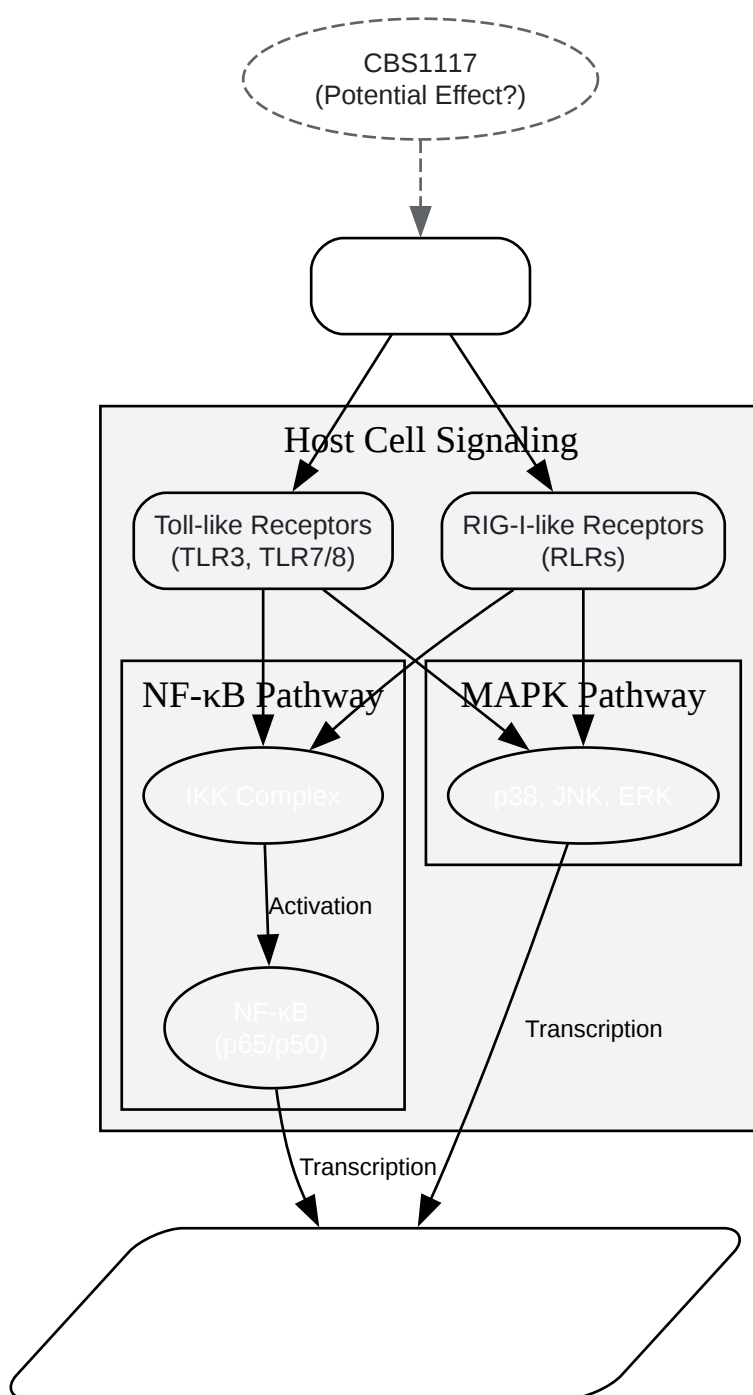 CBS1117
(Potential Effect?)
Host Cell Signaling
Toll-like Receptors
(TLR3, TLR7/8)
RIG-I-like Receptors
(RLRs)
NF-κB Pathway
MAPK Pathway
IKK Complex
p38, JNK, ERK
Activation
NF-κB
(p65/p50)
Transcription
Transcription